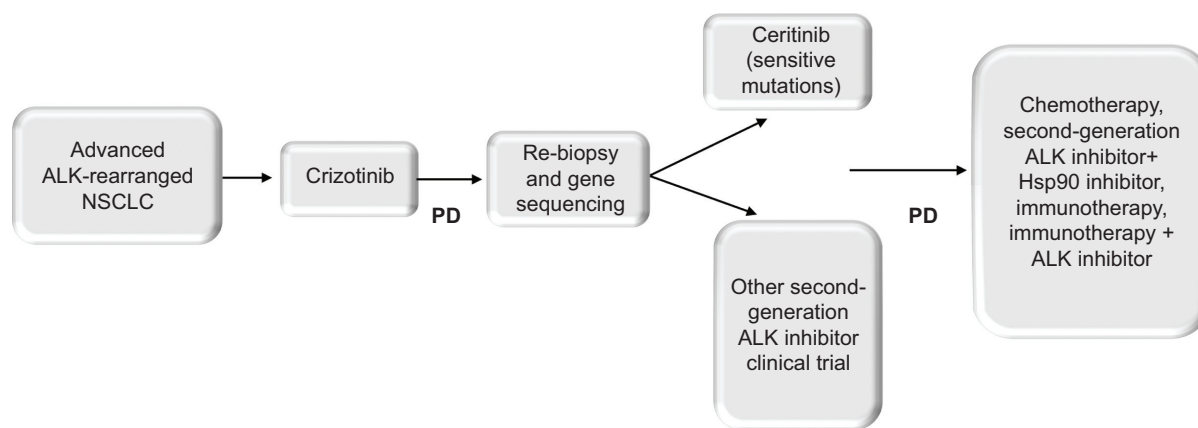 Advanced
ALK-rearranged
NSCLC
Crizotinib
PD
Re-biopsy
and gene
sequencing
Ceritinib
(sensitive
mutations)
Other second-
generation
ALK inhibitor
clinical trial
PD
Chemotherapy,
second-generation
ALK inhibitor+
Hsp90 inhibitor,
immunotherapy,
immunotherapy +
ALK inhibitor